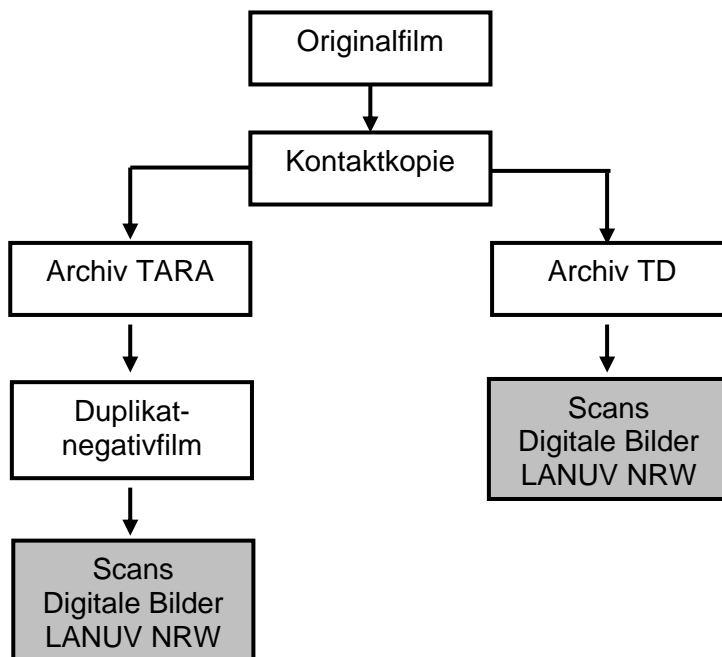 Originalfilm
Kontaktkopie
Archiv TARA
Archiv TD
Duplikat-
negativfilm
Scans
Digitale Bilder
LANUV NRW
Scans
Digitale Bilder
LANUV NRW